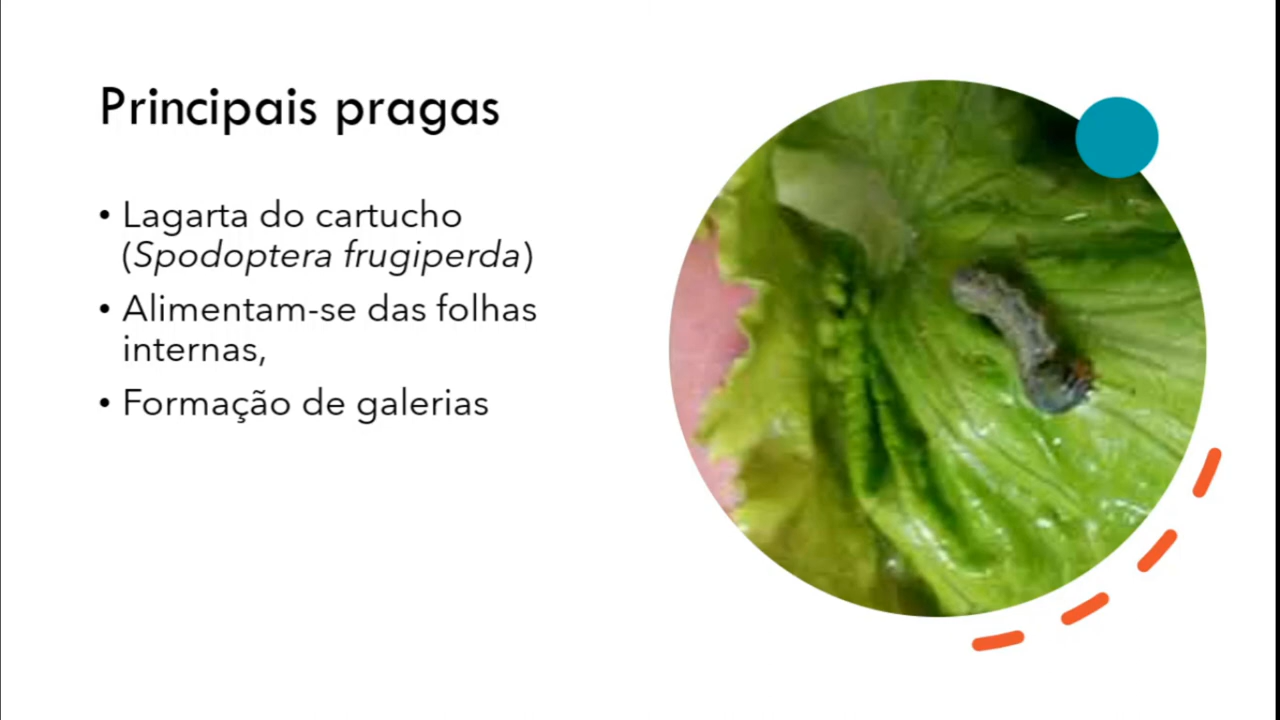 Principais pragas
• Lagarta do cartucho
(Spodoptera frugiperda)
• Alimentam-se das folhas
internas,
• Formação de galerias